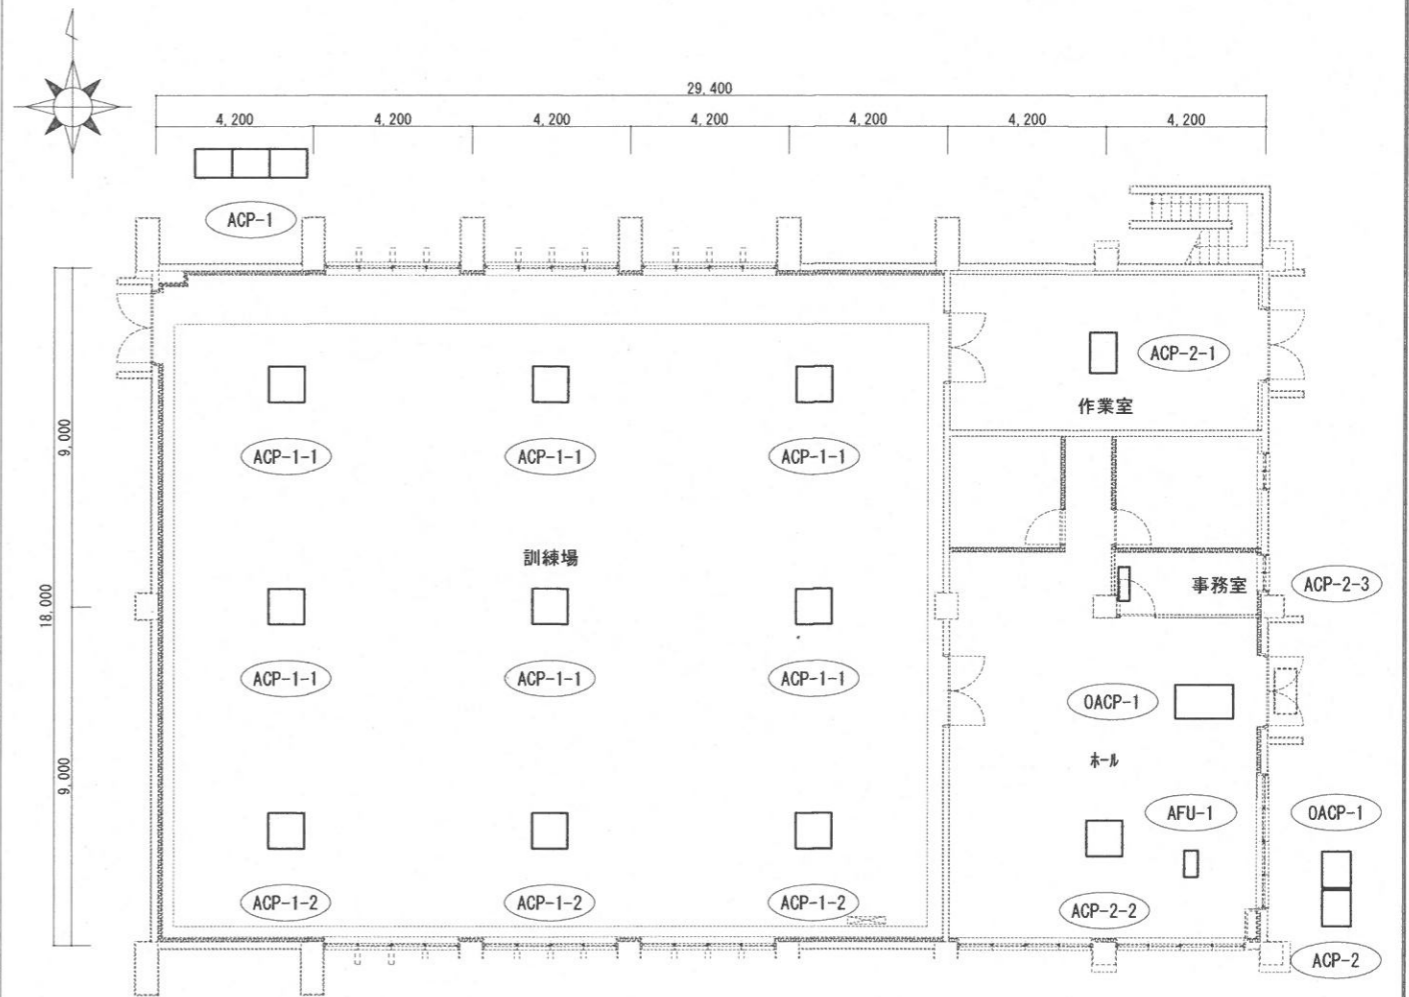 29,400
4,200 4,200 4,200 4,200 4,200 4,200 4,200
ACP-1
ACP-2-1
作業室
9,000
ACP-1-1 ACP-1-1 ACP-1-1
訓練場
18,000
事務室
ACP-2-3
ACP-1-1 ACP-1-1 ACP-1-1
OACP-1
ホール
9,000
AFU-1
OACP-1
ACP-1-2 ACP-1-2 ACP-1-2
ACP-2-2
ACP-2